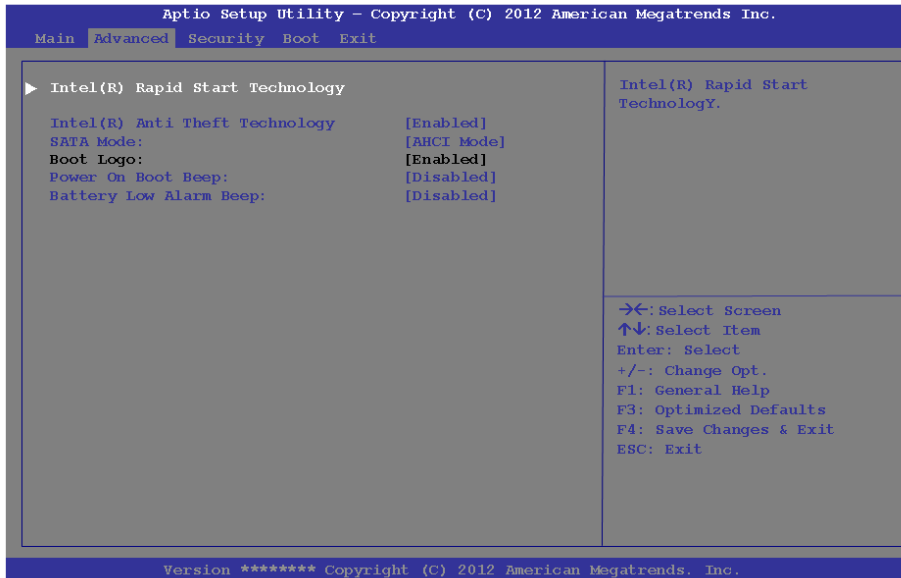 Aptio Setup Utility – Copyright (C) 2012 American Megatrends Inc.
Main Advanced Security Boot Exit
▶ Intel(R) Rapid Start Technology
Intel(R) Anti Theft Technology [Enabled]
SATA Mode: [AHCI Mode]
Boot Logo: [Enabled]
Power On Boot Beep: [Disabled]
Battery Low Alarm Beep: [Disabled]
Intel(R) Rapid Start
TechnologY.
→←: Select Screen
↑↓: Select Item
Enter: Select
+/-: Change Opt.
F1: General Help
F3: Optimized Defaults
F4: Save Changes & Exit
ESC: Exit
Version ******** Copyright (C) 2012 American Megatrends. Inc.